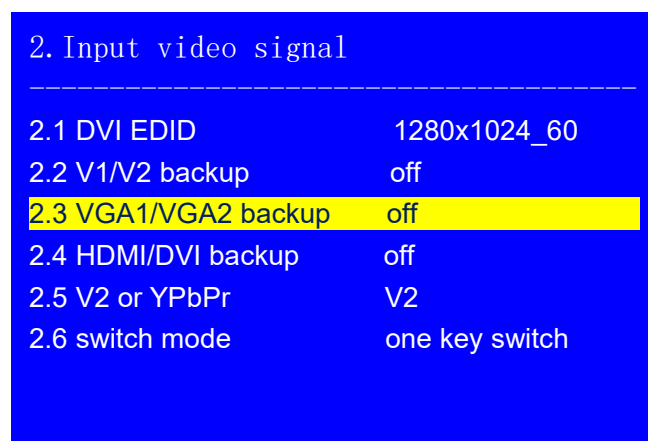 2.Input video signal
--------------------------------------
2.1 DVI EDID 1280x1024_60
2.2 V1/V2 backup off
2.3 VGA1/VGA2 backup off
2.4 HDMI/DVI backup off
2.5 V2 or YPbPr V2
2.6 switch mode one key switch